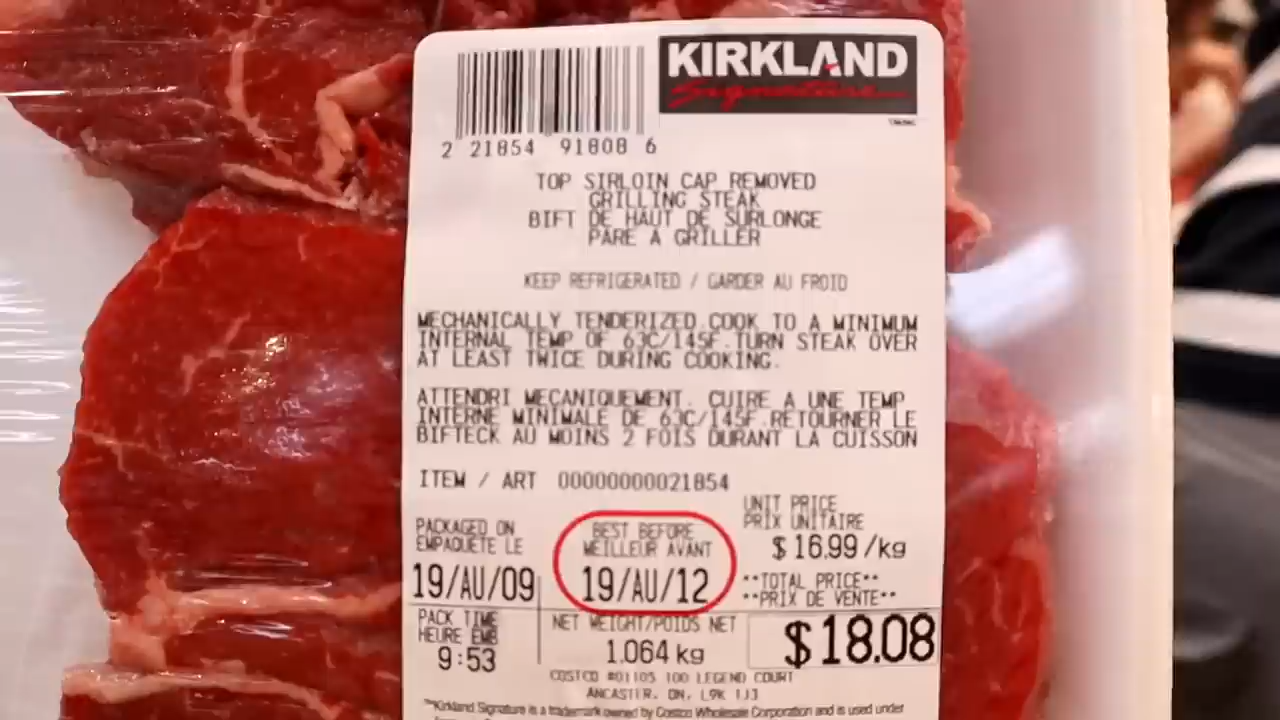 KIRKLAND
Signature
2 21854 91808 6
TOP SIRLOIN CAP REMOVED
GRILLING STEAK
BIFT DE HAUT DE SURLONGE
PARE A GRILLER
KEEP REFRIGERATED / GARDER AU FROID
MECHANICALLY TENDERIZED.COOK TO A MINIMUM
INTERNAL TEMP OF 63C/145F.TURN STEAK OVER
AT LEAST TWICE DURING COOKING.
ATTENDRI MECANIQUEMENT. CUIRE A UNE TEMP
INTERNE MINIMALE DE 63C/145F.RETOURNER LE
BIFTECK AU MOINS 2 FOIS DURANT LA CUISSON
ITEM / ART 00000000021854
PACKAGED ON
EMPAQUETE LE
19/AU/09
BEST BEFORE
MEILLEUR AVANT
19/AU/12
UNIT PRICE
PRIX UNITAIRE
$16.99/kg
**TOTAL PRICE**
**PRIX DE VENTE**
PACK TIME
HEURE EMB
9:53
NET WEIGHT/POIDS NET
1.064 kg
$18.08
COSTCO #01105 100 LEGEND COURT
ANCASTER, ON, L9K 1J3
™Kirkland Signature is a trademark owned by Costco Wholesale Corporation and is used under